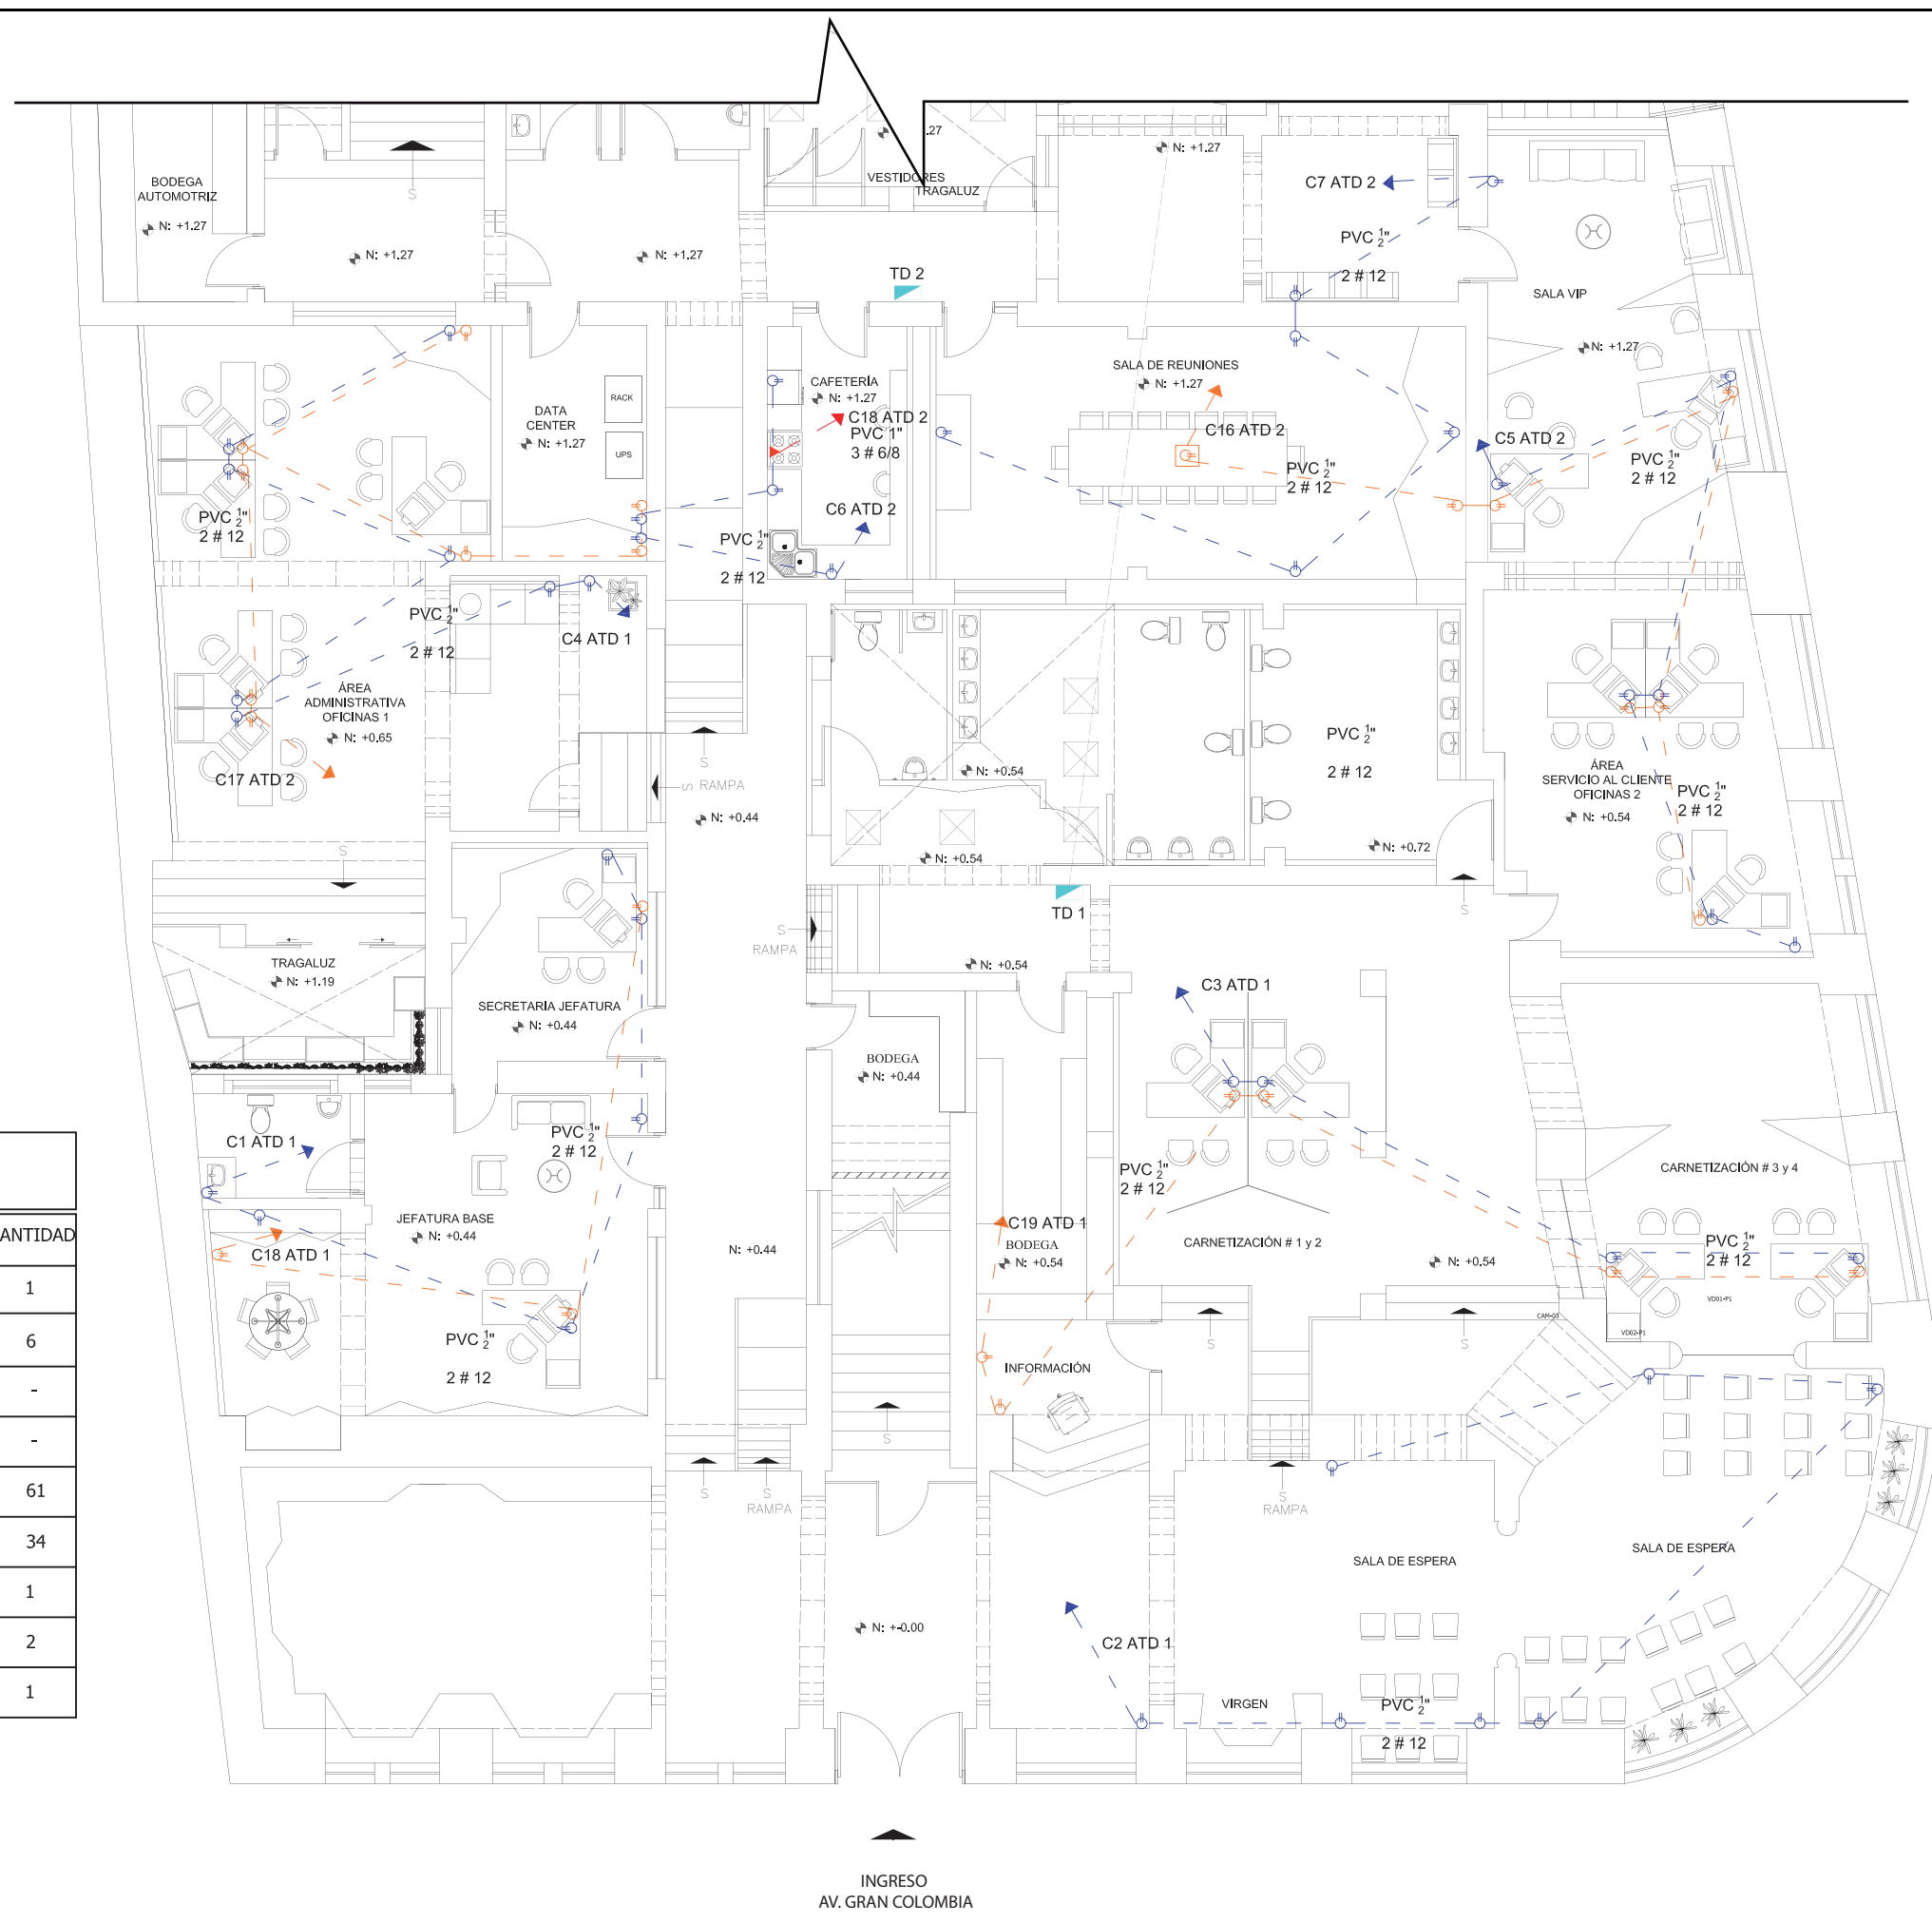 BODEGA
AUTOMOTRIZ
N: +1.27
N: +1.27
S
N: +1.27
.27
VESTIDORES
TRAGALUZ
N: +1.27
C7 ATD 2
PVC ½"
2 # 12
SALA VIP
N: +1.27
TD 2
DATA
CENTER
N: +1.27
RACK
UPS
CAFETERÍA
N: +1.27
C18 ATD 2
PVC 1"
3 # 6/8
C6 ATD 2
SALA DE REUNIONES
N: +1.27
C16 ATD 2
PVC ½"
2 # 12
C5 ATD 2
PVC ½"
2 # 12
PVC ½"
2 # 12
PVC ½"
2 # 12
PVC ½"
2 # 12
C4 ATD 1
ÁREA
ADMINISTRATIVA
OFICINAS 1
N: +0.65
C17 ATD 2
S
S RAMPA
N: +0.44
N: +0.54
N: +0.54
PVC ½"
2 # 12
N: +0.72
S
ÁREA
SERVICIO AL CLIENTE
OFICINAS 2
N: +0.54
PVC ½"
2 # 12
S
TRAGALUZ
N: +1.19
TD 1
S
RAMPA
N: +0.54
SECRETARIA JEFATURA
N: +0.44
C3 ATD 1
BODEGA
N: +0.44
C1 ATD 1
PVC ½"
2 # 12
JEFATURA BASE
N: +0.44
C18 ATD 1
PVC ½"
2 # 12
N: +0.44
C19 ATD 1
BODEGA
N: +0.54
PVC ½"
2 # 12
CARNETIZACIÓN # 1 y 2
N: +0.54
CARNETIZACIÓN # 3 y 4
PVC ½"
2 # 12
VD01-P1
VD02-P1
CAM-03
S
S
INFORMACIÓN
S
S
S
RAMPA
S
RAMPA
SALA DE ESPERA
SALA DE ESPERA
N: +-0.00
C2 ATD 1
VIRGEN
PVC ½"
2 # 12
ANTIDAD
1
6
-
-
61
34
1
2
1
INGRESO
AV. GRAN COLOMBIA